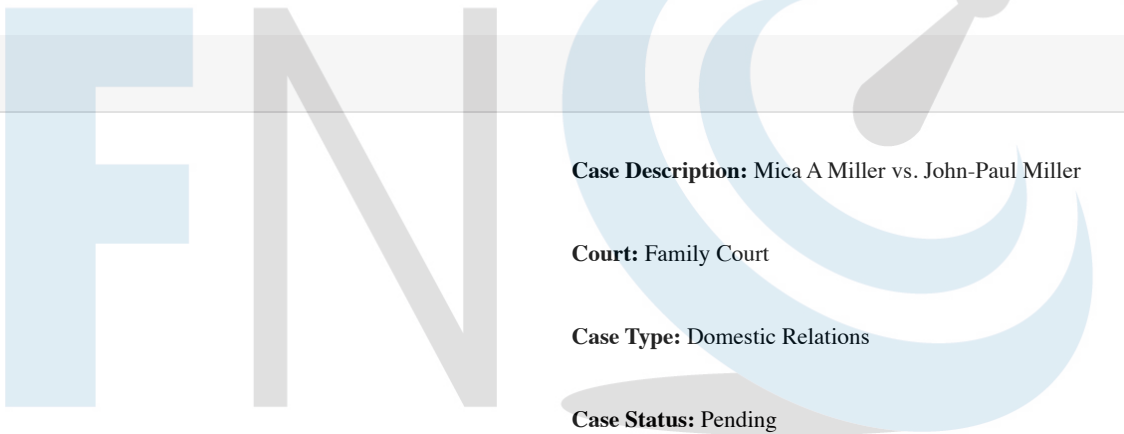 FN
Case Description: Mica A Miller vs. John-Paul Miller
Court: Family Court
Case Type: Domestic Relations
Case Status: Pending